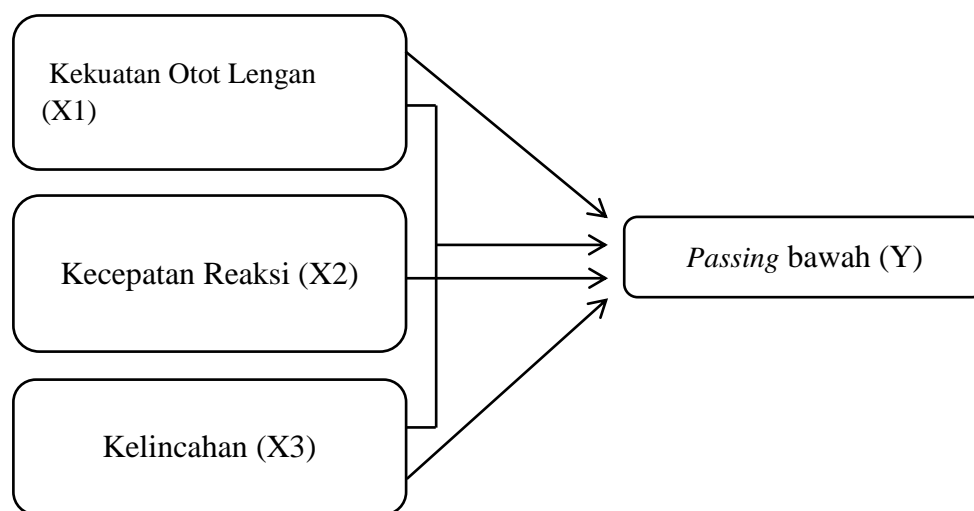 Kekuatan Otot Lengan
(X1)
Kecepatan Reaksi (X2)
Passing bawah (Y)
Kelincahan (X3)